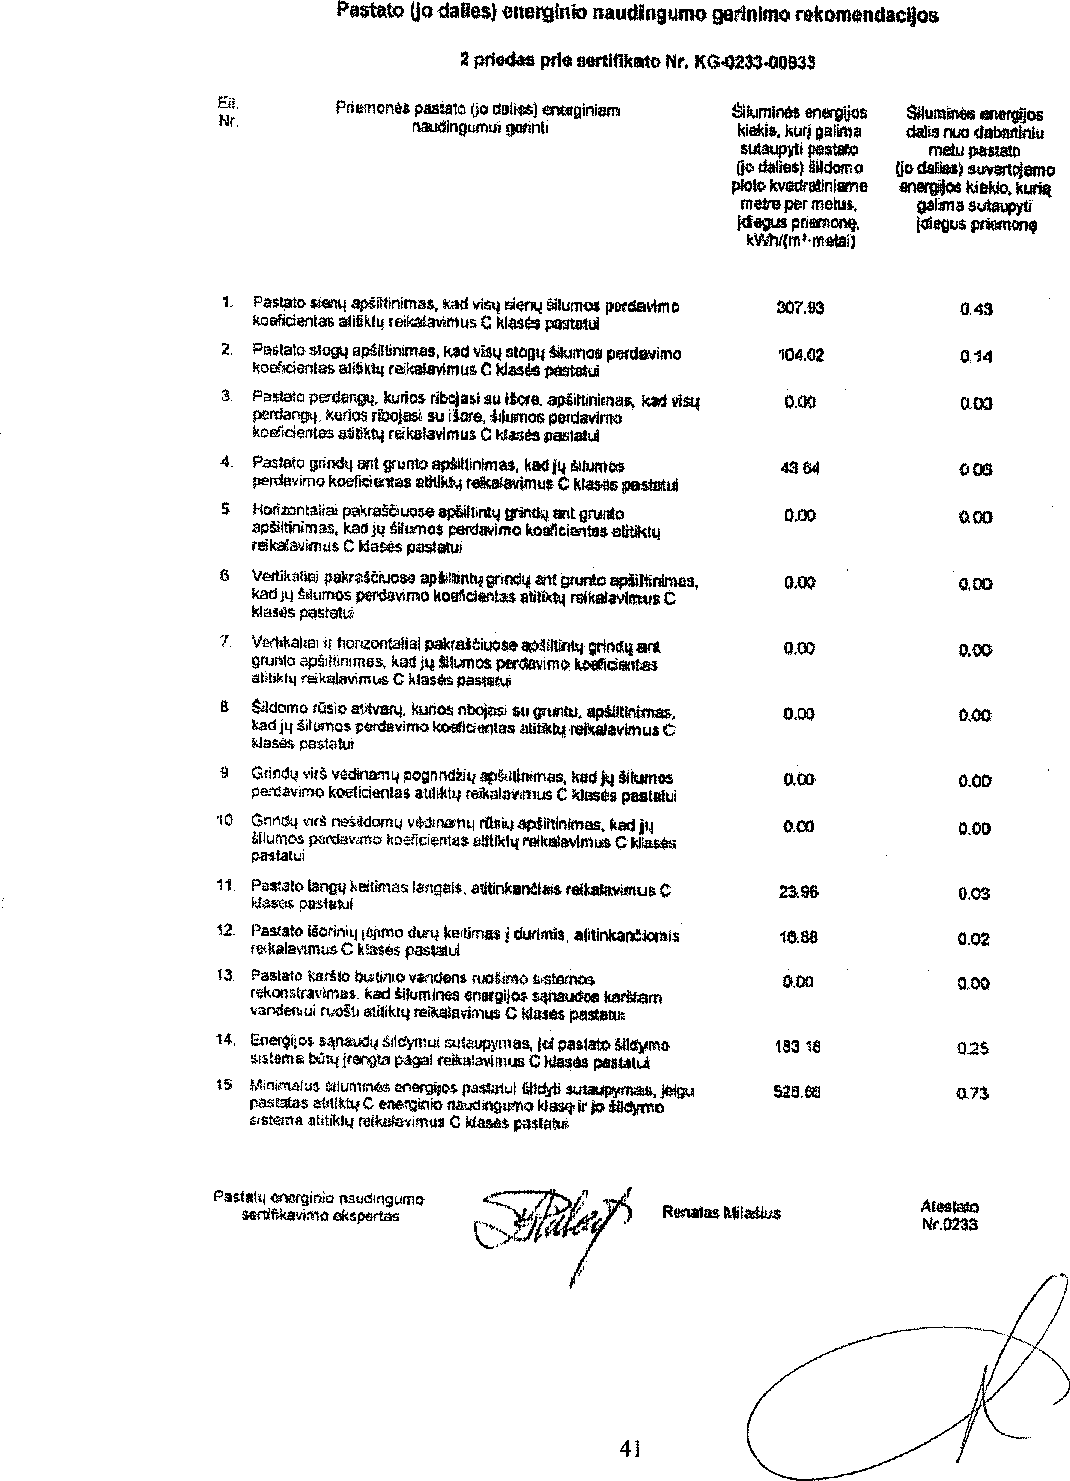 Pastato (jo dalies) energinio naudingumo gerinimo rekomendacijos
2 priedas prie sertifikato Nr. KG-0233-00933
Eil. Nr.
Priemonės pastato (jo dalies) energiniam naudingumui gerinti
Šiluminės energijos kiekis, kurį galima sutaupyti pastato (jo dalies) šildomo ploto kvadratiniame metre per metus, įdiegus priemonę, kWh/(m²·metai)
Šiluminės energijos dalis nuo dabartiniu metu pastato (jo dalies) suvartojamo energijos kiekio, kurią galima sutaupyti įdiegus priemonę
1. Pastato sienų apšiltinimas, kad visų sienų šilumos perdavimo 307.93 0.43
koeficientas atitiktų reikalavimus C klasės pastatui
2. Pastato stogų apšiltinimas, kad visų stogų šilumos perdavimo 104.02 0.14
koeficientas atitiktų reikalavimus C klasės pastatui
3. Pastato perdangų, kurios ribojasi su išore, apšiltinimas, kad visų 0.00 0.00
perdangų, kurios ribojasi su išore, šilumos perdavimo
koeficientas atitiktų reikalavimus C klasės pastatui
4. Pastato grindų ant grunto apšiltinimas, kad jų šilumos 43.64 0.06
perdavimo koeficientas atitiktų reikalavimus C klasės pastatui
5 Horizontaliai pakraščiuose apšiltintų grindų ant grunto 0.00 0.00
apšiltinimas, kad jų šilumos perdavimo koeficientas atitiktų
reikalavimus C klasės pastatui
6 Vertikaliai pakraščiuose apšiltintų grindų ant grunto apšiltinimas, 0.00 0.00
kad jų šilumos perdavimo koeficientas atitiktų reikalavimus C
klasės pastatui
7. Vertikaliai ir horizontaliai pakraščiuose apšiltintų grindų ant 0.00 0.00
grunto apšiltinimas, kad jų šilumos perdavimo koeficientas
atitiktų reikalavimus C klasės pastatui
8 Šildomo rūsio atitvarų, kurios ribojasi su gruntu, apšiltinimas, 0.00 0.00
kad jų šilumos perdavimo koeficientas atitiktų reikalavimus C
klasės pastatui
9 Grindų virš vėdinamų pogrindžių apšiltinimas, kad jų šilumos 0.00 0.00
perdavimo koeficientas atitiktų reikalavimus C klasės pastatui
10 Grindų virš nešildomų vėdinamų rūsių apšiltinimas, kad jų 0.00 0.00
šilumos perdavimo koeficientas atitiktų reikalavimus C klasės
pastatui
11. Pastato langų keitimas langais, atitinkančiais reikalavimus C 23.96 0.03
klasės pastatui
12. Pastato išorinių įėjimo durų keitimas į durimis, atitinkančiomis 16.88 0.02
reikalavimus C klasės pastatui
13. Pastato karšto buitinio vandens ruošimo sistemos 0.00 0.00
rekonstravimas, kad šiluminės energijos sąnaudos karštam
vandeniui ruošti atitiktų reikalavimus C klasės pastatui
14. Energijos sąnaudų šildymui sutaupymas, jei pastato šildymo 183.16 0.25
sistema būtų įrengta pagal reikalavimus C klasės pastatui
15 Minimalus šiluminės energijos pastatui šildyti sutaupymas, jeigu 528.66 0.73
pastatas atitiktų C energinio naudingumo klasę ir jo šildymo
sistema atitiktų reikalavimus C klasės pastatui
Pastatų energinio naudingumo
sertifikavimo ekspertas
Renatas Milašius
Atestato
Nr.0233
41